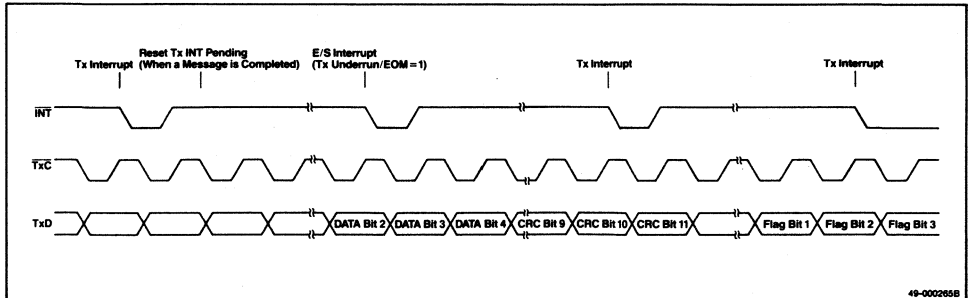 Reset Tx INT Pending
E/S Interrupt
Tx Interrupt (When a Message is Completed) (Tx Underrun/EOM=1) Tx Interrupt Tx Interrupt
INT
TxC
TxD DATA Bit 2 DATA Bit 3 DATA Bit 4 CRC Bit 9 CRC Bit 10 CRC Bit 11 Flag Bit 1 Flag Bit 2 Flag Bit 3
49-000265B